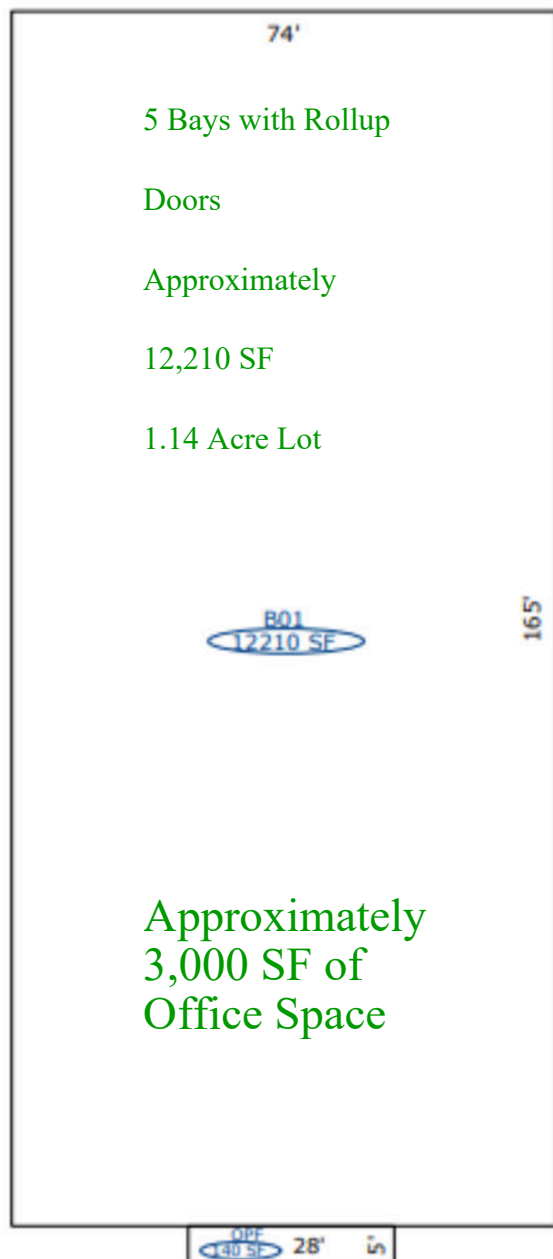 74'
5 Bays with Rollup
Doors
Approximately
12,210 SF
1.14 Acre Lot
B01
12210 SF
165'
Approximately
3,000 SF of
Office Space
OPF
140 SF
28'
5'